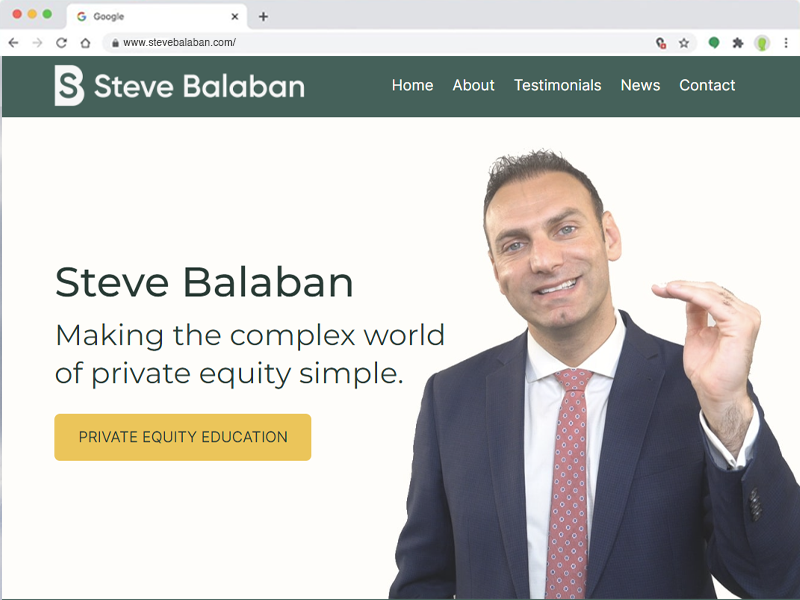 Google
www.stevebalaban.com/
Steve Balaban
Home About Testimonials News Contact
Steve Balaban
Making the complex world
of private equity simple.
PRIVATE EQUITY EDUCATION